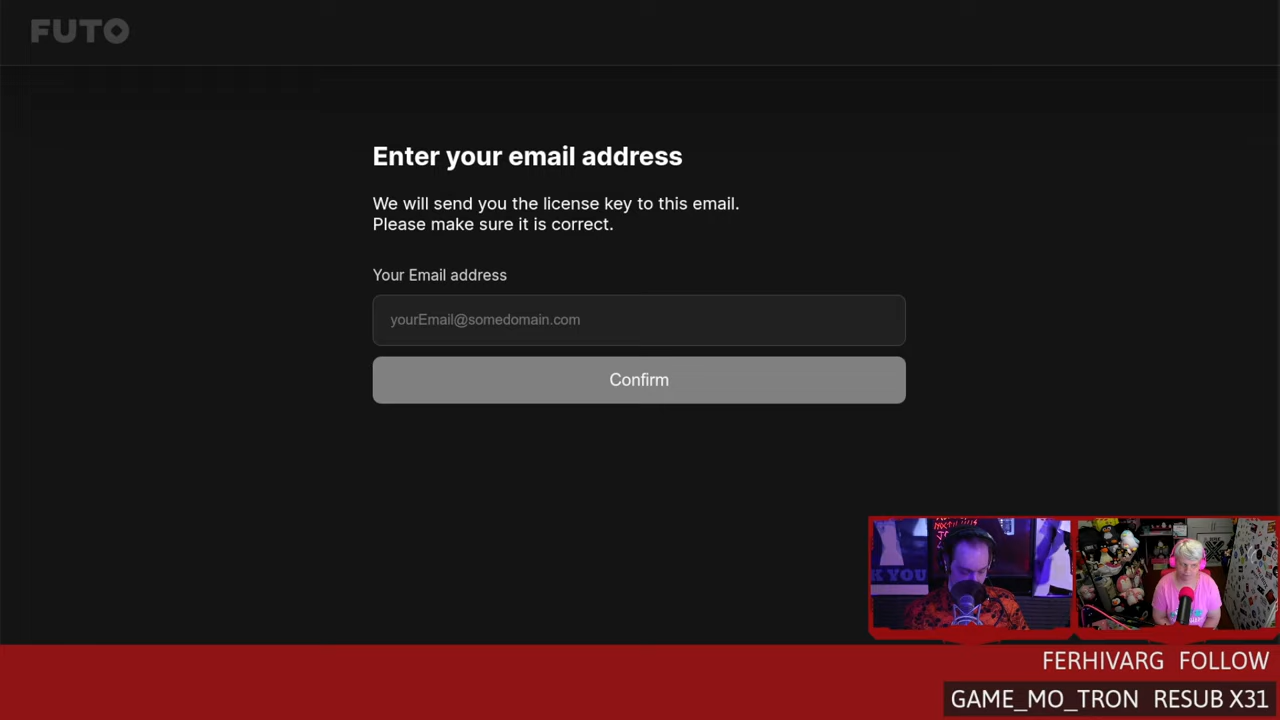 FUTO
Enter your email address
We will send you the license key to this email.
Please make sure it is correct.
Your Email address
yourEmail@somedomain.com
Confirm
K YOU
FERHIVARG FOLLOW
GAME_MO_TRON RESUB X31